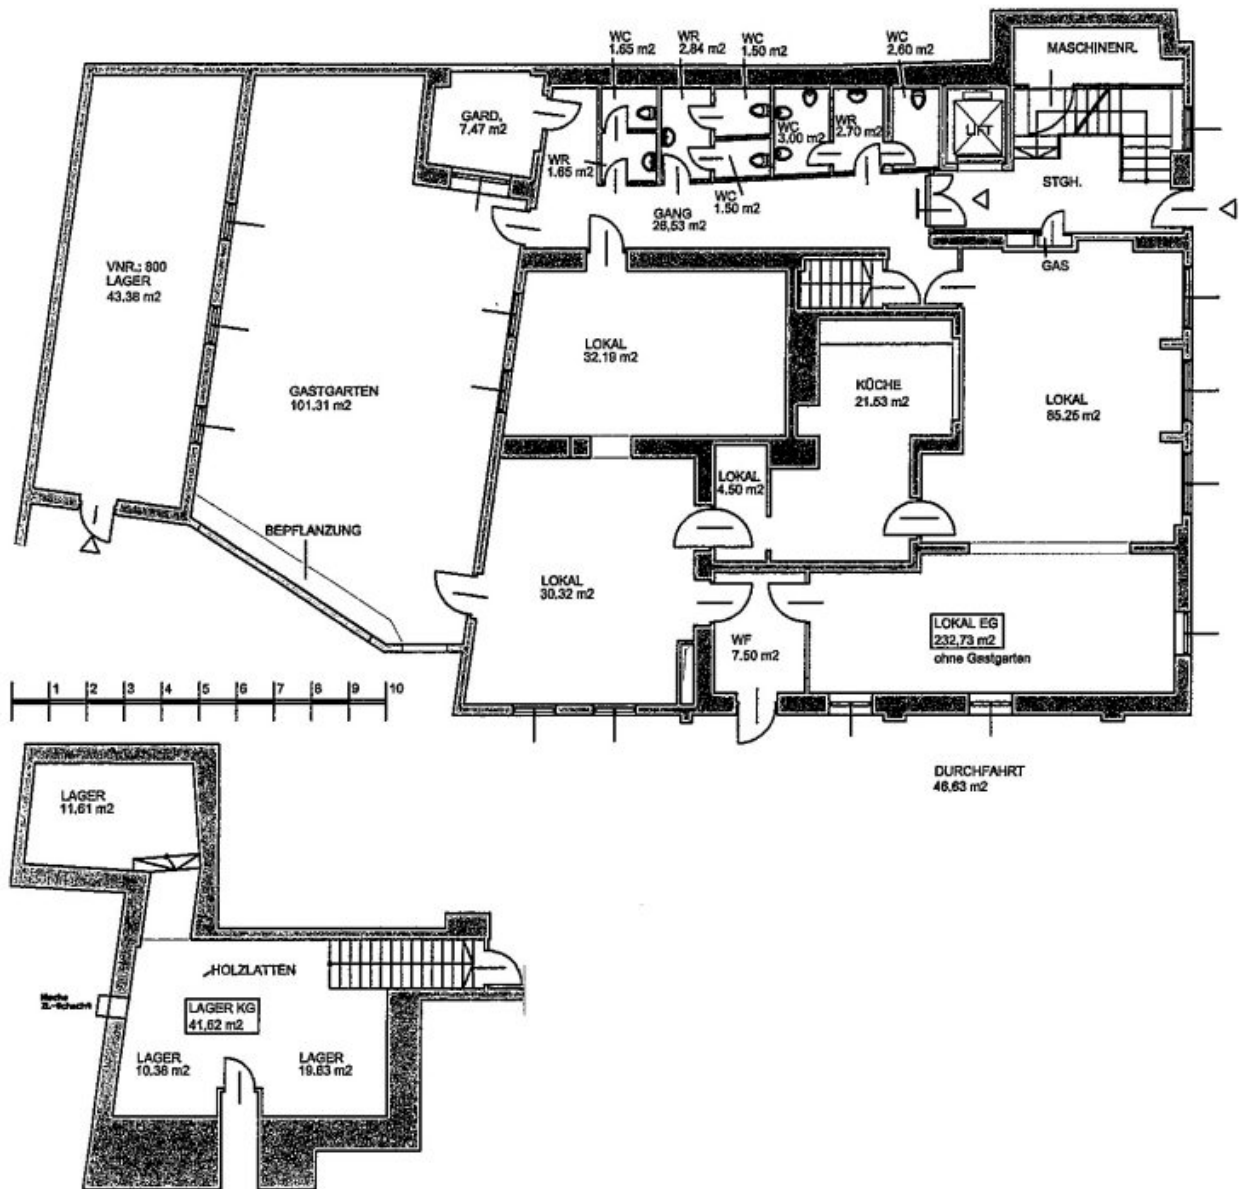 WC
1.65 m2
WR
2,84 m2
WC
1.50 m2
WC
2,60 m2
MASCHINENR.
GARD.
7.47 m2
WR
1.65 m2
WC
3,00 m2
WR
2.70 m2
LIFT
WC
1.50 m2
STGH.
GANG
26,53 m2
GAS
VNR.: 800
LAGER
43.38 m2
LOKAL
32.19 m2
GASTGARTEN
101.31 m2
KÜCHE
21.53 m2
LOKAL
85.25 m2
LOKAL
4.50 m2
BEPFLANZUNG
LOKAL
30,32 m2
WF
7.50 m2
LOKAL EG
232,73 m2
ohne Gastgarten
1 2 3 4 5 6 7 8 9 10
DURCHFAHRT
46,63 m2
LAGER
11,61 m2
HOLZLATTEN
LAGER KG
41,62 m2
LAGER
10.38 m2
LAGER
19.63 m2